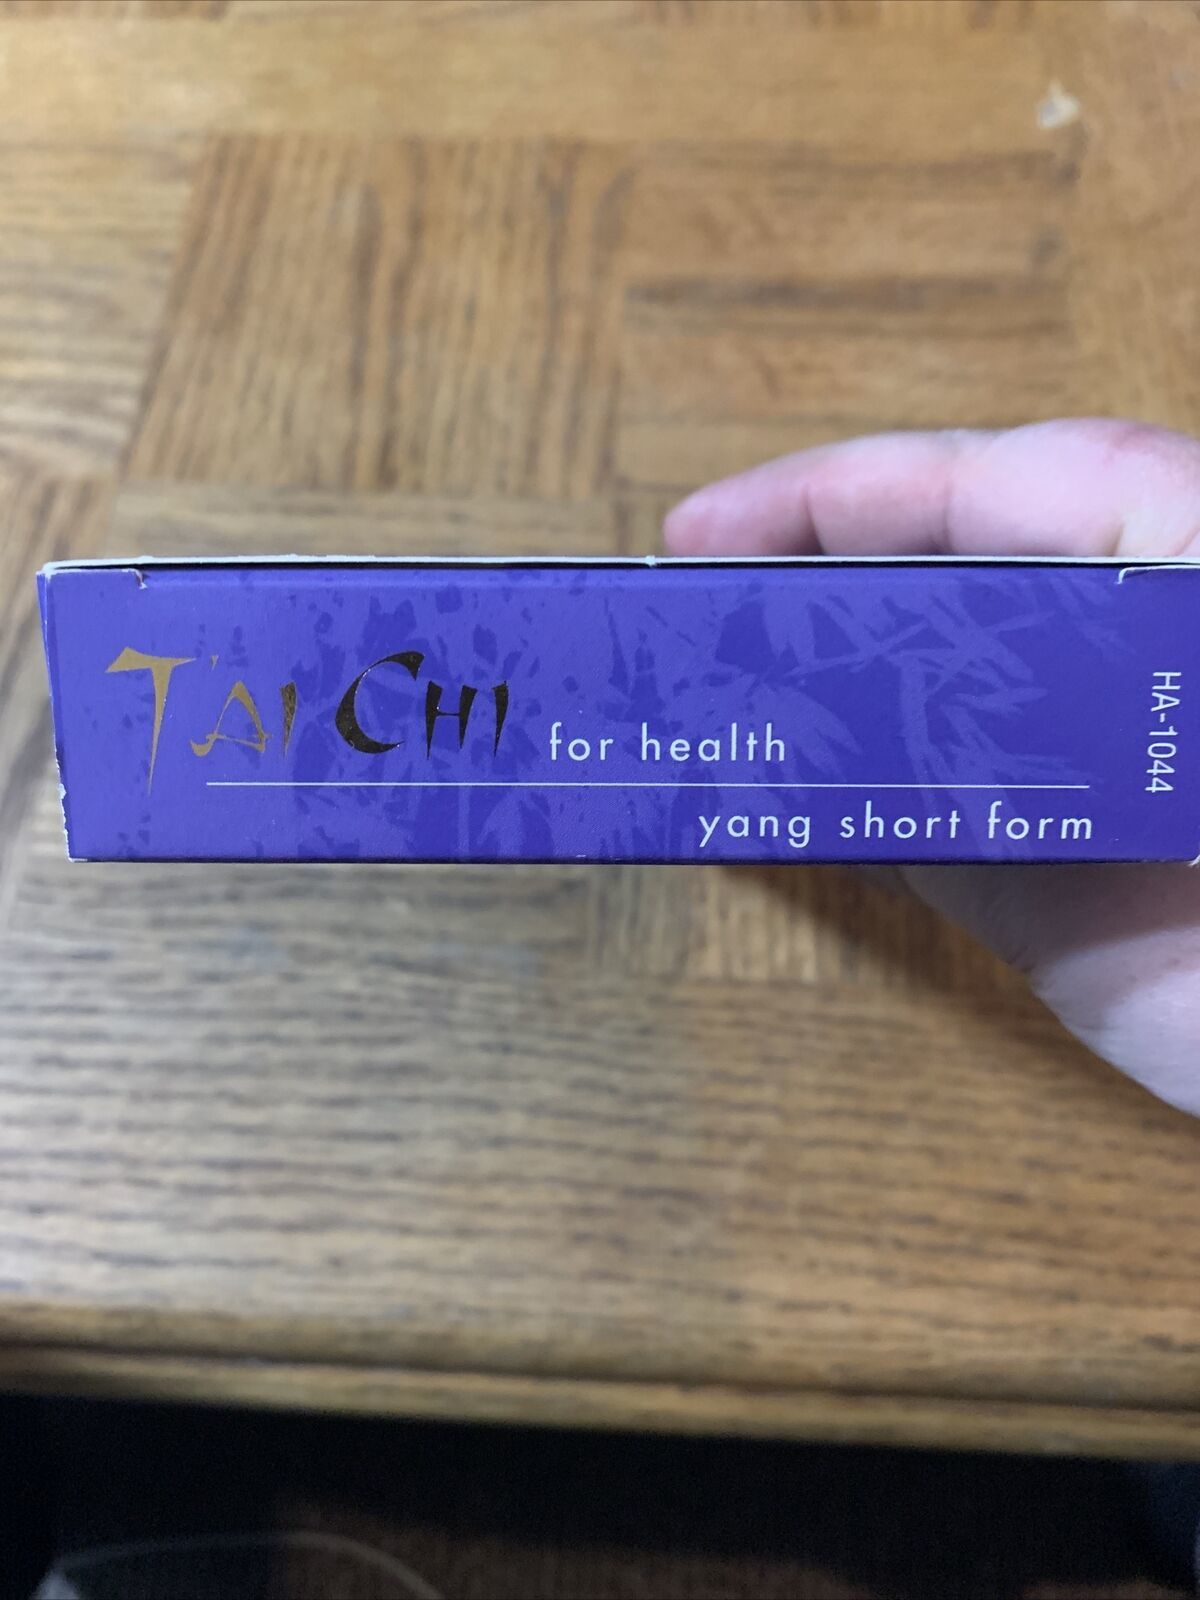 T'AI CHI for health
yang short form
HA-1044